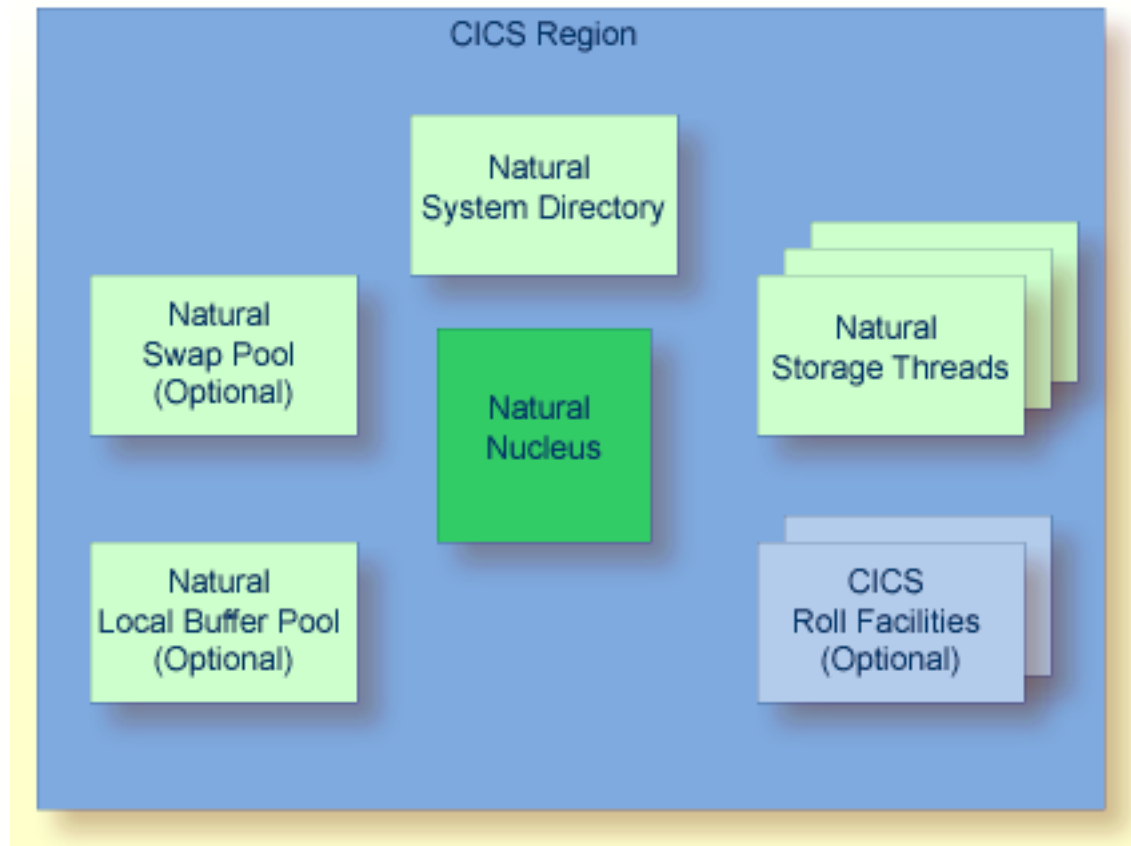 CICS Region
Natural
System Directory
Natural
Swap Pool
(Optional)
Natural
Storage Threads
Natural
Nucleus
Natural
Local Buffer Pool
(Optional)
CICS
Roll Facilities
(Optional)